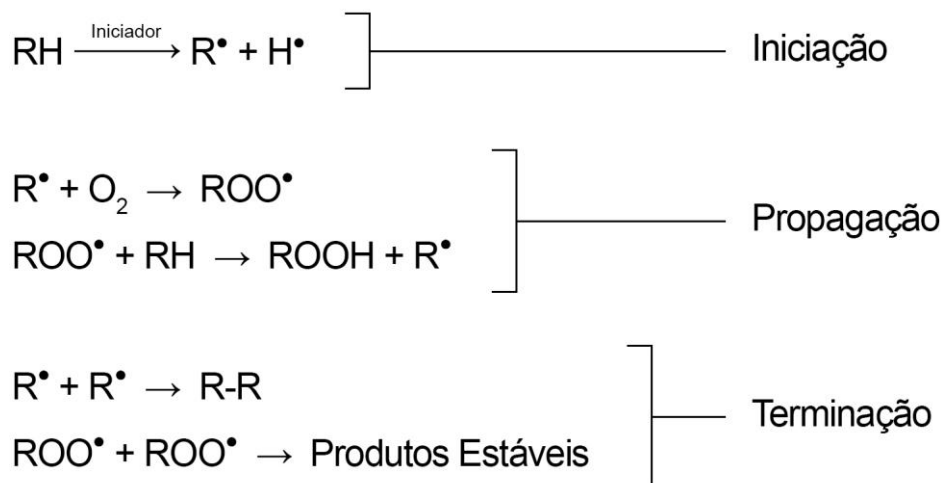 RH Iniciador → R• + H• Iniciação
R• + O₂ → ROO•
Propagação
ROO• + RH → ROOH + R•
R• + R• → R-R
Terminação
ROO• + ROO• → Produtos Estáveis